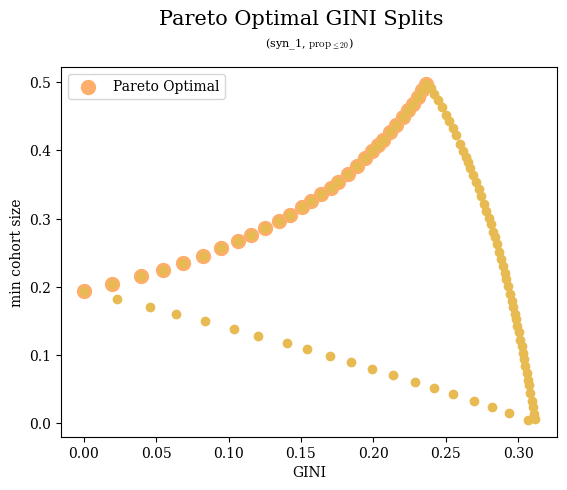 Pareto Optimal GINI Splits
(syn_1, prop≤20)
Pareto Optimal
min cohort size
0.5
0.4
0.3
0.2
0.1
0.0
0.00 0.05 0.10 0.15 0.20 0.25 0.30
GINI